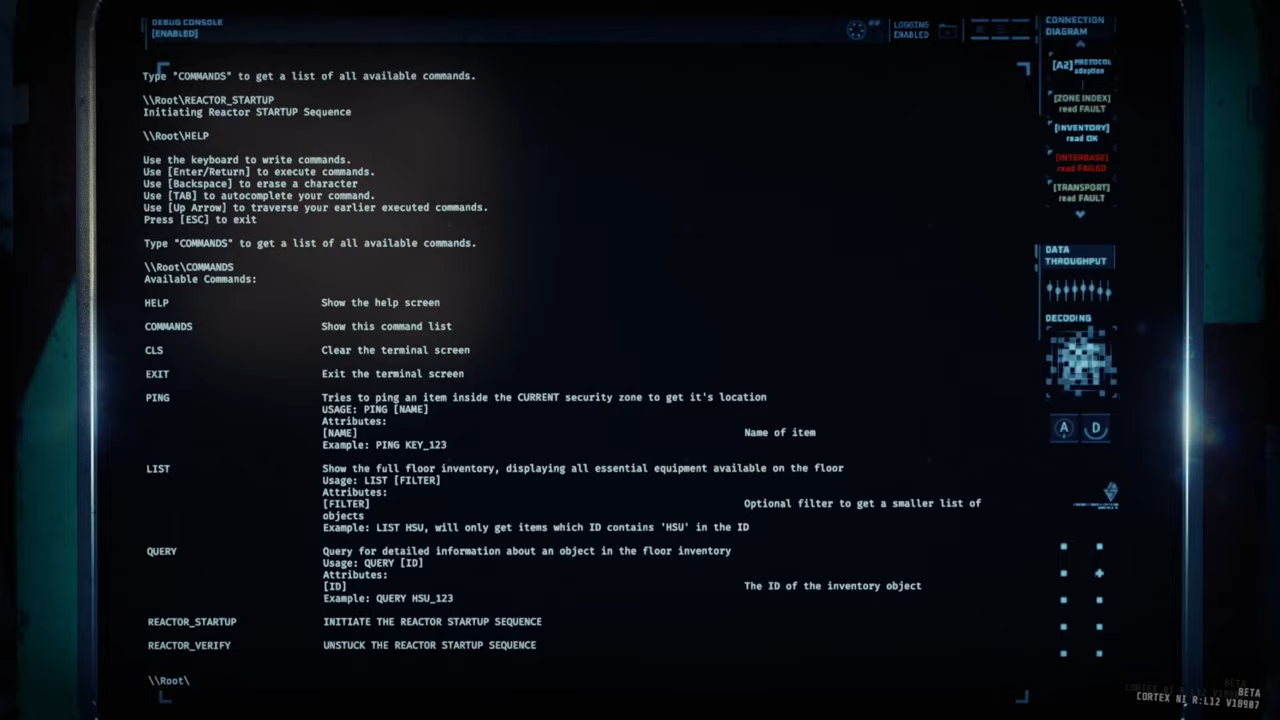 DEBUG CONSOLE
[ENABLED]
LOGGING
ENABLED
Type "COMMANDS" to get a list of all available commands.
\\Root\REACTOR_STARTUP
Initiating Reactor STARTUP Sequence
\\Root\HELP
Use the keyboard to write commands.
Use [Enter/Return] to execute commands.
Use [Backspace] to erase a character
Use [TAB] to autocomplete your command.
Use [Up Arrow] to traverse your earlier executed commands.
Press [ESC] to exit
Type "COMMANDS" to get a list of all available commands.
\\Root\COMMANDS
Available Commands:
HELP Show the help screen
COMMANDS Show this command list
CLS Clear the terminal screen
EXIT Exit the terminal screen
PING Tries to ping an item inside the CURRENT security zone to get it's location
USAGE: PING [NAME]
Attributes:
[NAME] Name of item
Example: PING KEY_123
LIST Show the full floor inventory, displaying all essential equipment available on the floor
Usage: LIST [FILTER]
Attributes:
[FILTER] Optional filter to get a smaller list of
objects
Example: LIST HSU, will only get items which ID contains 'HSU' in the ID
QUERY Query for detailed information about an object in the floor inventory
Usage: QUERY [ID]
Attributes:
[ID] The ID of the inventory object
Example: QUERY HSU_123
REACTOR_STARTUP INITIATE THE REACTOR STARTUP SEQUENCE
REACTOR_VERIFY UNSTUCK THE REACTOR STARTUP SEQUENCE
\\Root\
CONNECTION
DIAGRAM
[A2] PROTOCOL
adaption
[ZONE INDEX]
read FAULT
[INVENTORY]
read OK
[INTERBASE]
read FAILED
[TRANSPORT]
read FAULT
DATA
THROUGHPUT
DECODING
A D
BETA
CORTEX NI R:L12 V18907